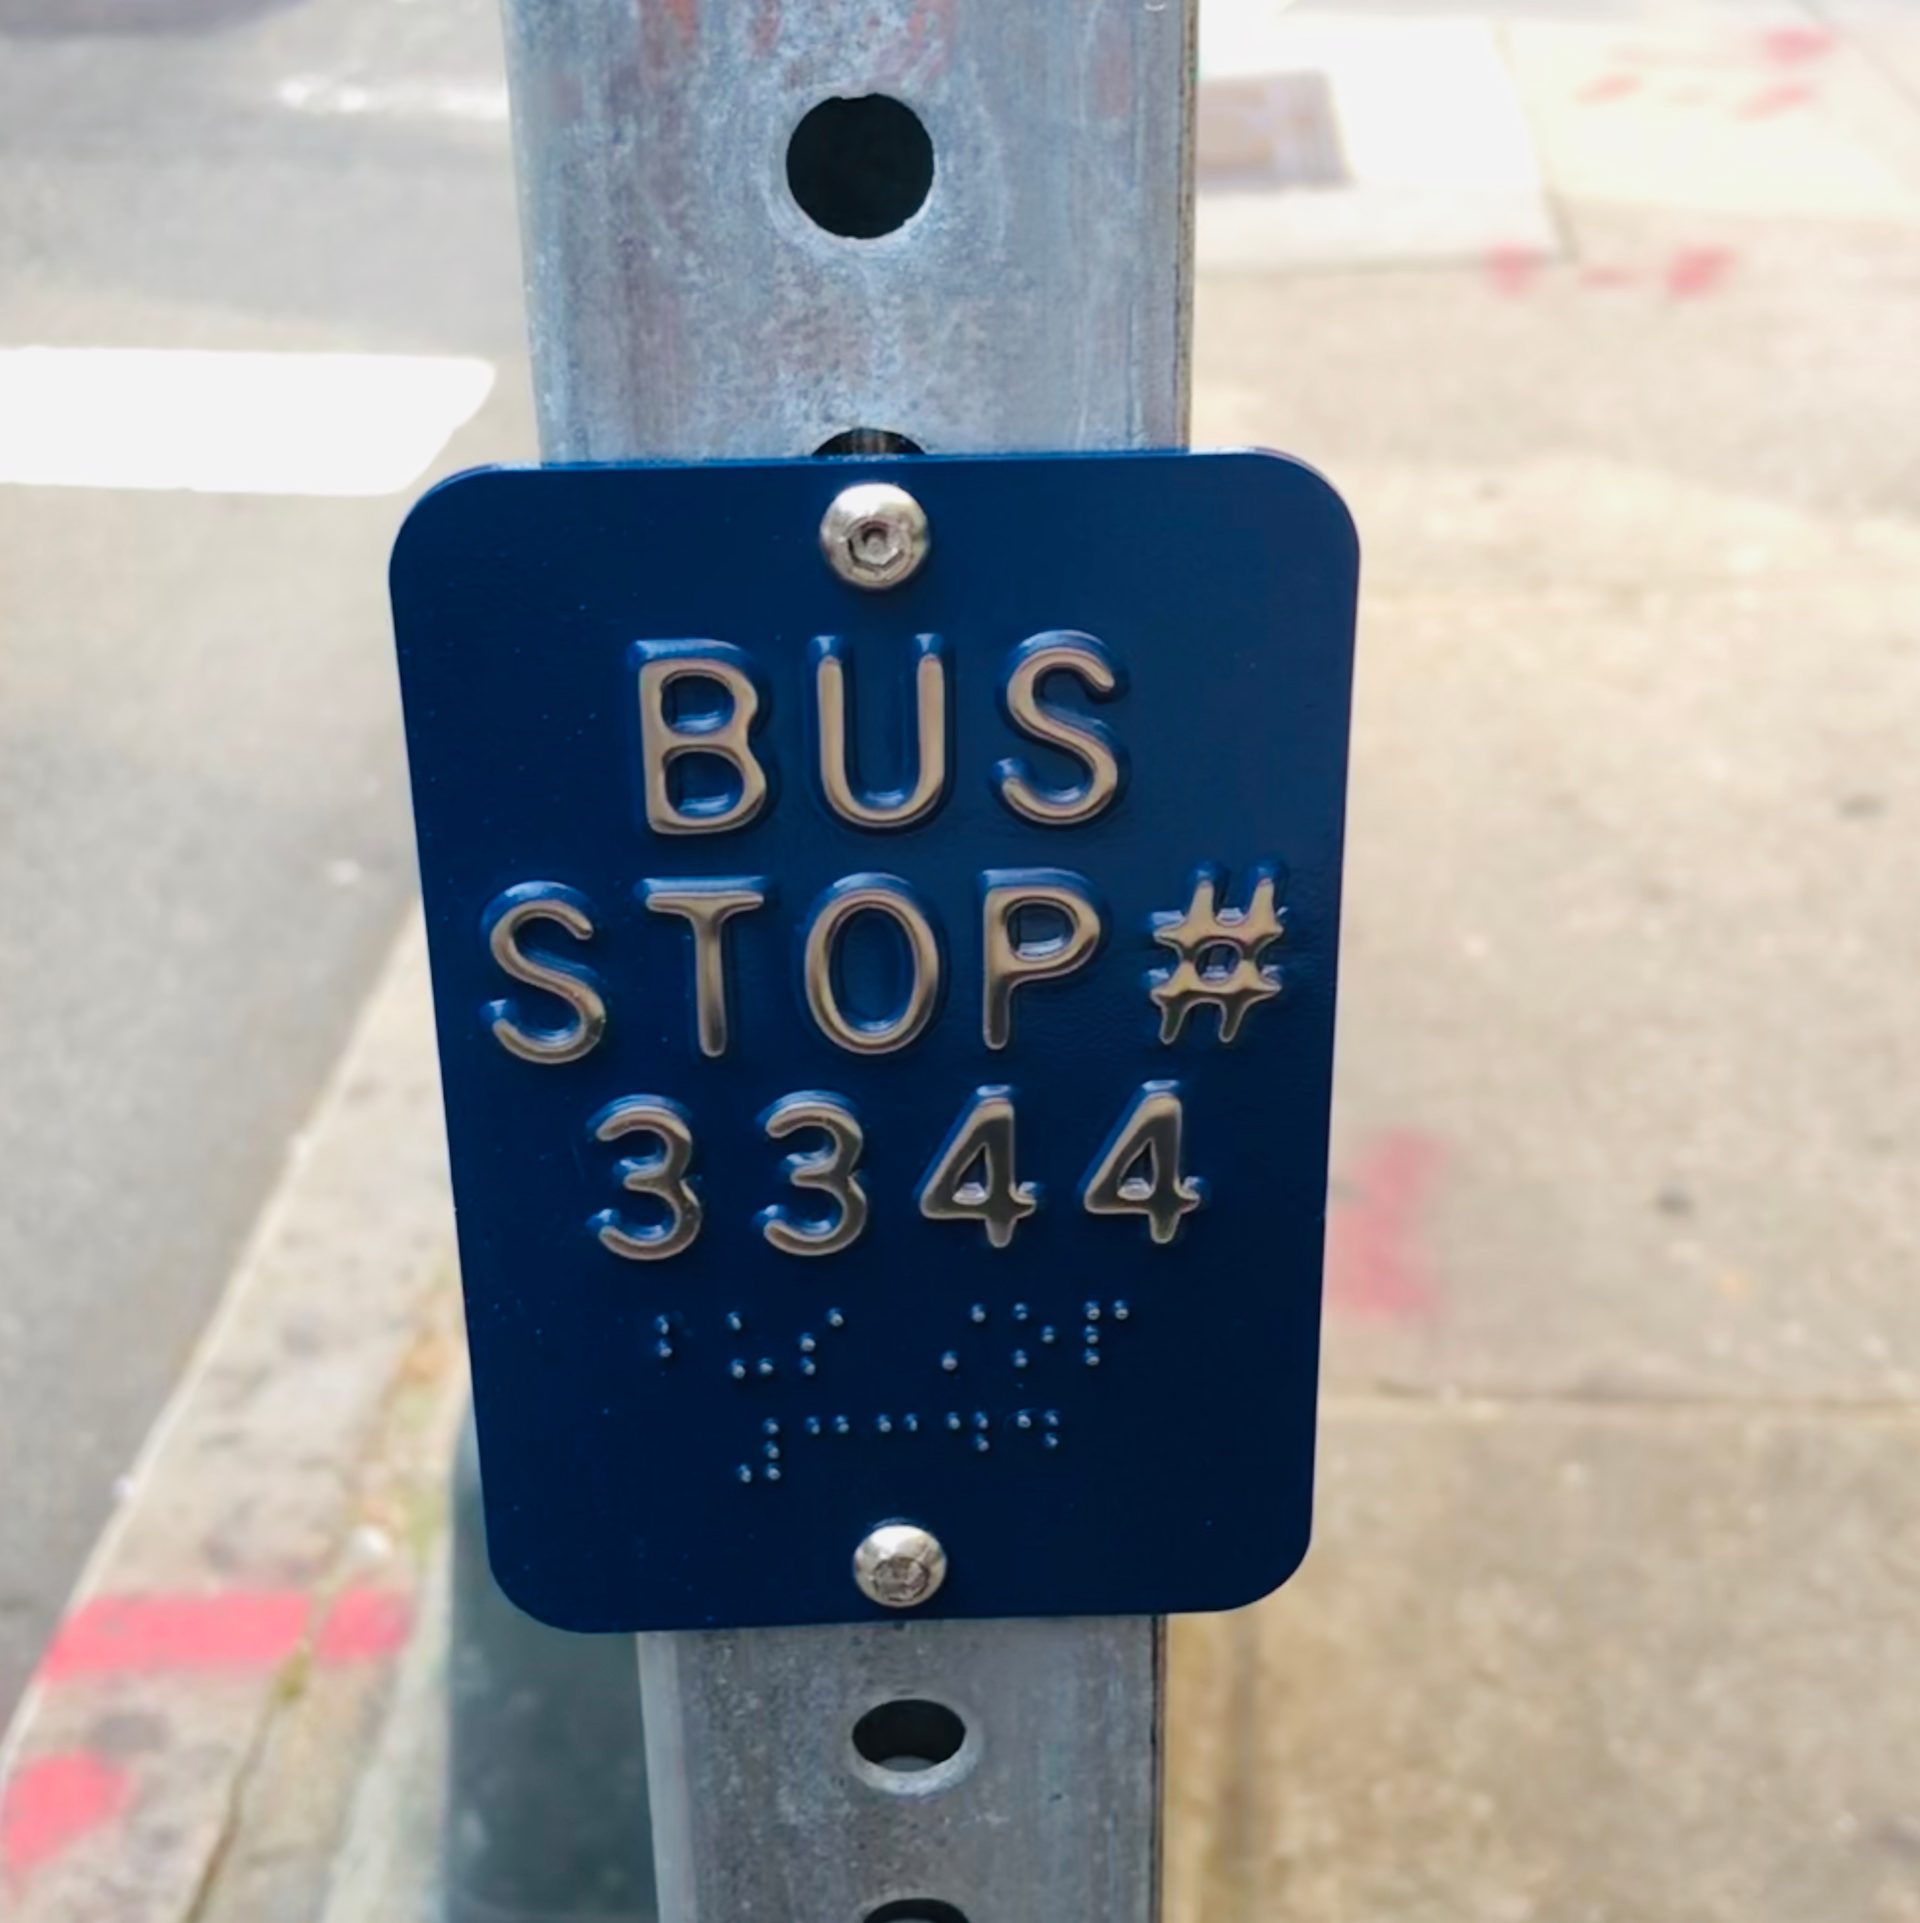 BUS
STOP#
3344
⠃⠥⠎ ⠌⠕⠏
⠼⠉⠉⠙⠙